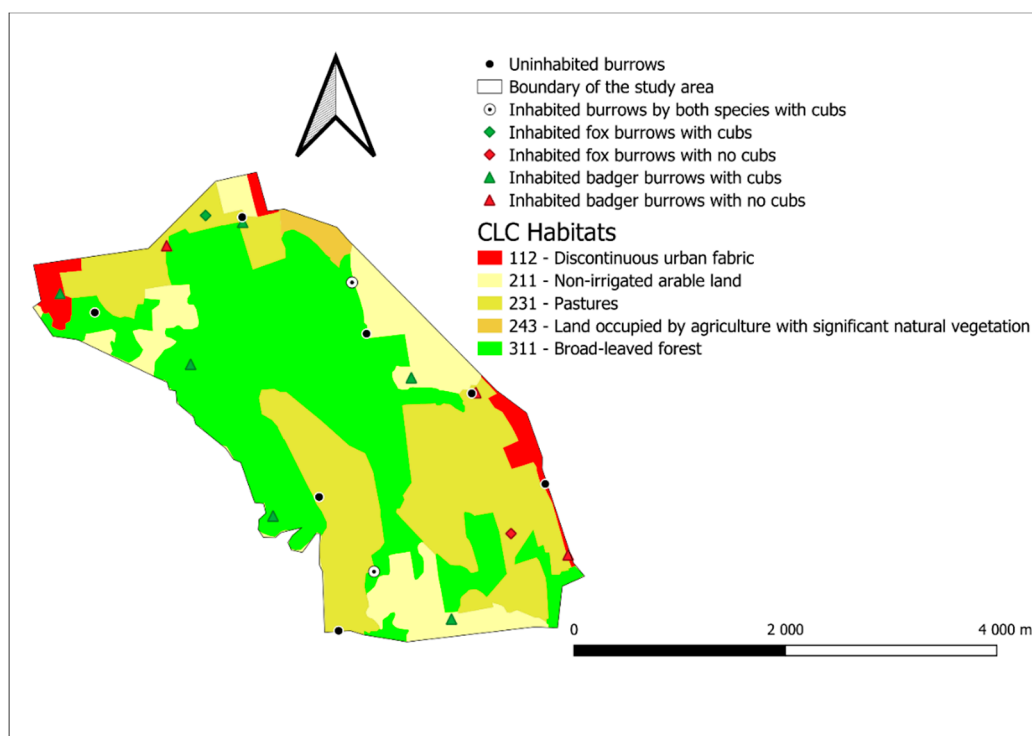 Uninhabited burrows
Boundary of the study area
Inhabited burrows by both species with cubs
Inhabited fox burrows with cubs
Inhabited fox burrows with no cubs
Inhabited badger burrows with cubs
Inhabited badger burrows with no cubs
CLC Habitats
112 - Discontinuous urban fabric
211 - Non-irrigated arable land
231 - Pastures
243 - Land occupied by agriculture with significant natural vegetation
311 - Broad-leaved forest
0 2 000 4 000 m